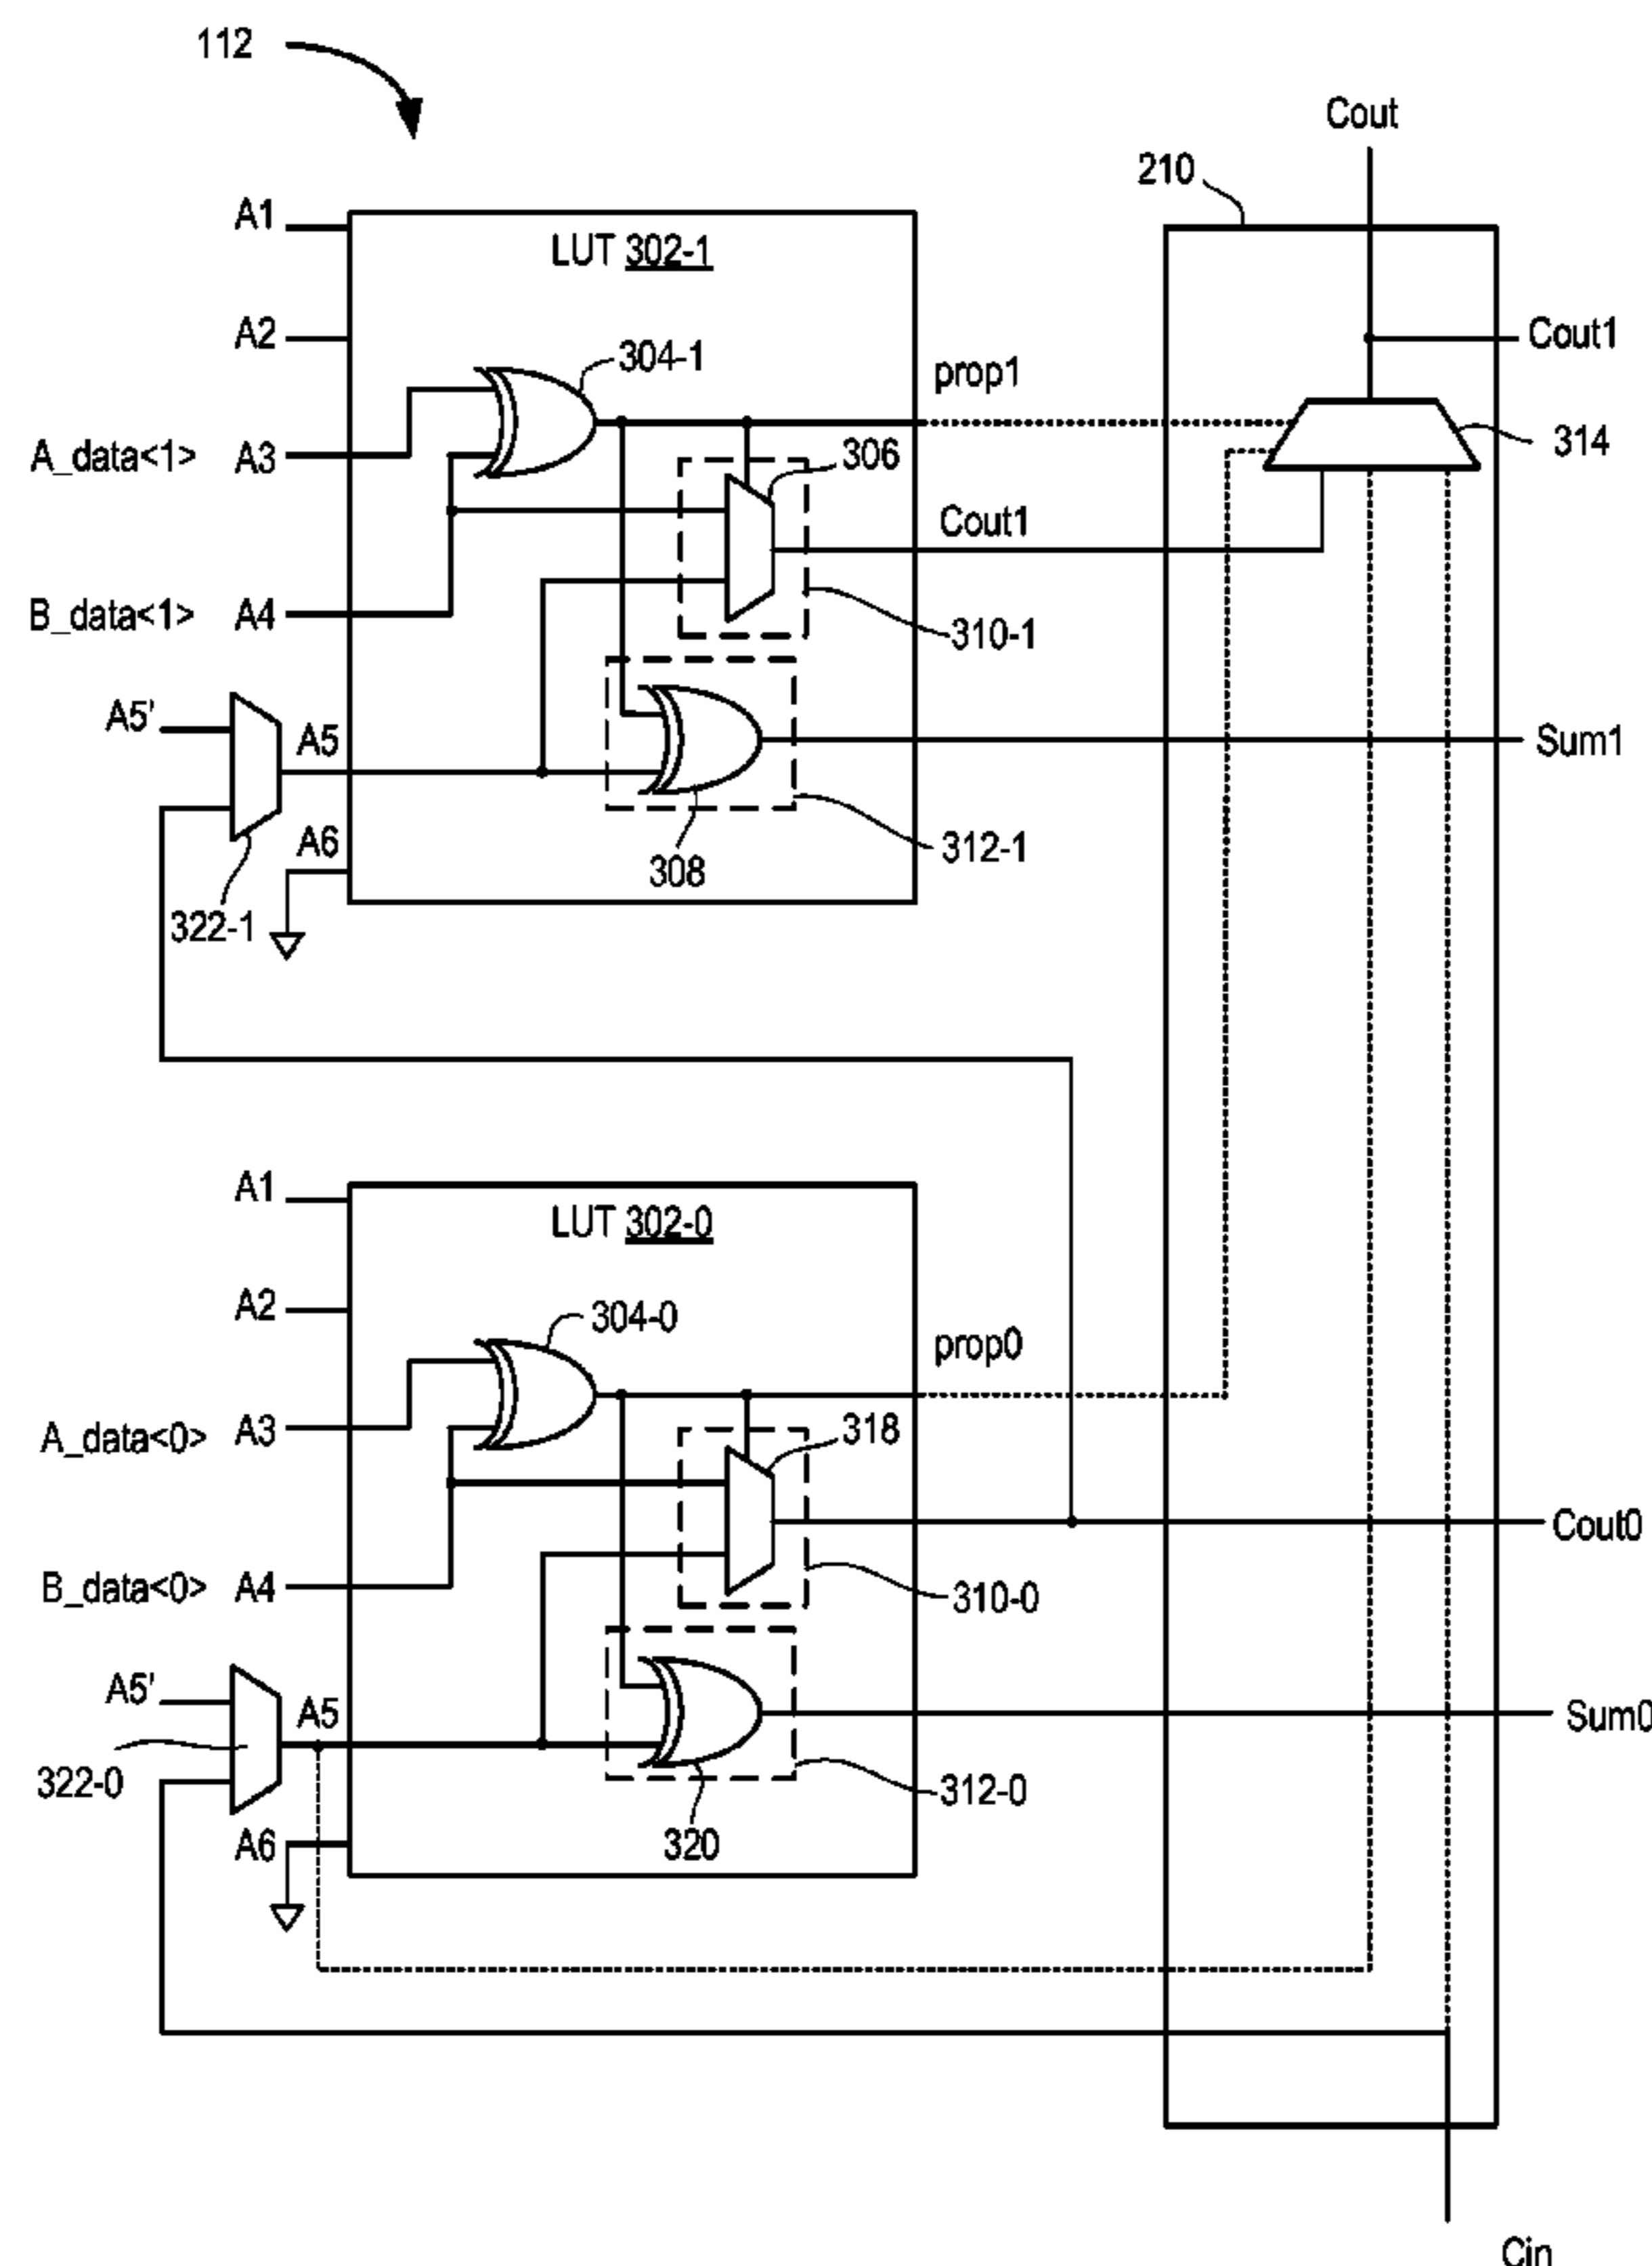 112
Cout
210
A1
LUT 302-1
A2
304-1
prop1
Cout1
A_data<1> A3
306
314
Cout1
B_data<1> A4
310-1
A5'
A5
Sum1
A6
308
312-1
322-1
A1
LUT 302-0
A2
304-0
prop0
A_data<0> A3
318
Cout0
B_data<0> A4
310-0
A5'
A5
Sum0
322-0
312-0
A6
320
Cin